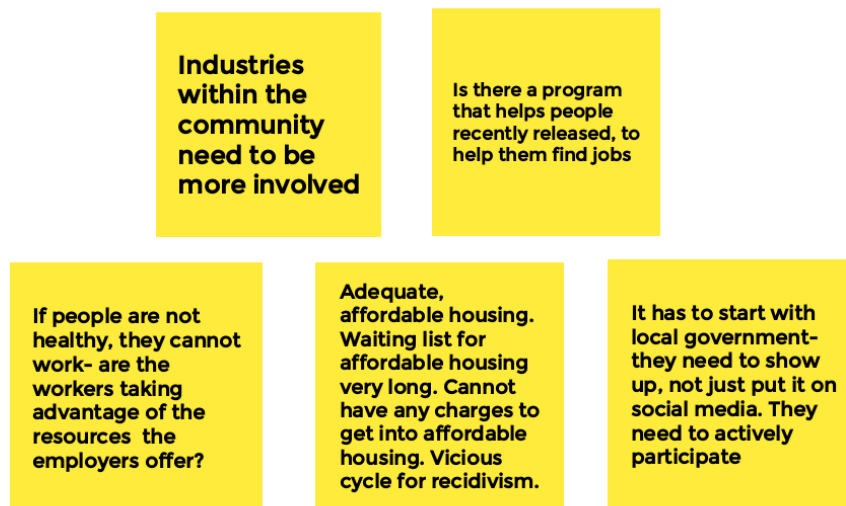 Industries
within the
community
need to be
more involved
Is there a program
that helps people
recently released, to
help them find jobs
If people are not
healthy, they cannot
work- are the
workers taking
advantage of the
resources  the
employers offer?
Adequate,
affordable housing.
Waiting list for
affordable housing
very long. Cannot
have any charges to
get into affordable
housing. Vicious
cycle for recidivism.
It has to start with
local government-
they need to show
up, not just put it on
social media. They
need to actively
participate